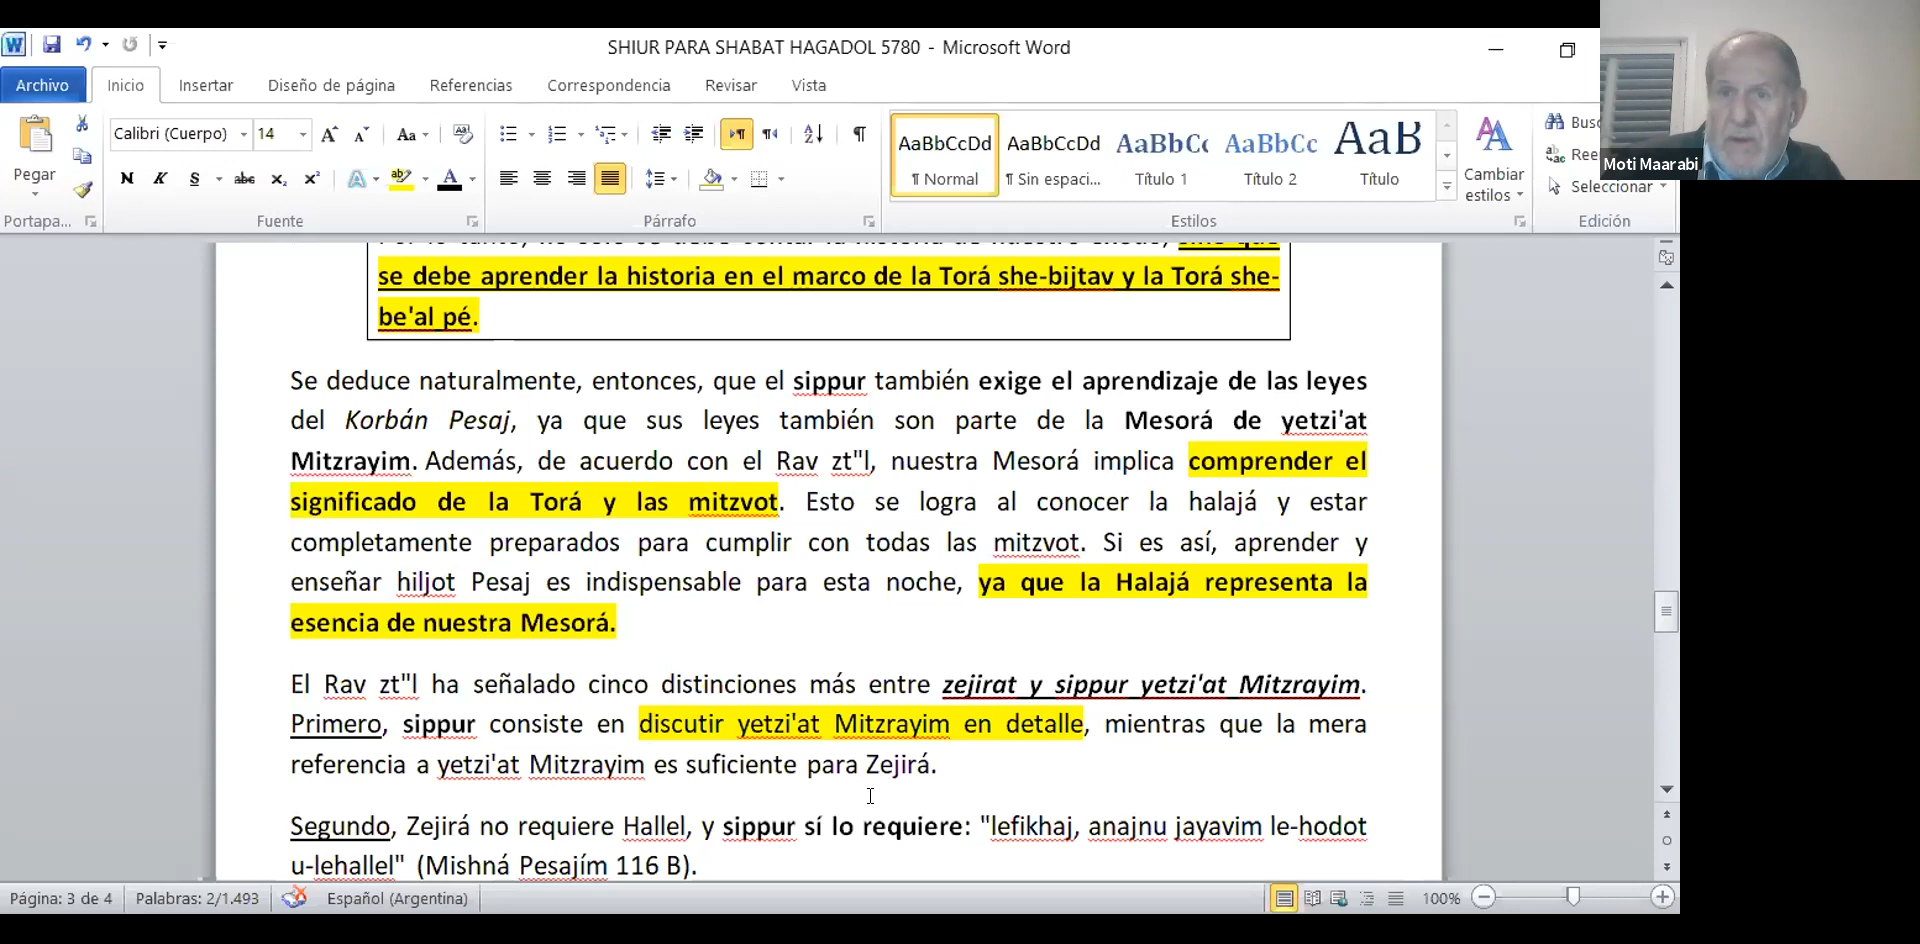 SHIUR PARA SHABAT HAGADOL 5780 - Microsoft Word
Archivo Inicio Insertar Diseño de página Referencias Correspondencia Revisar Vista
Calibri (Cuerpo) 14
Pegar
N K S abc x₂ x²
AaBbCcDd AaBbCcDd AaBbCc AaBbCc AaB
¶ Normal ¶ Sin espaci... Título 1 Título 2 Título
Cambiar estilos
Seleccionar
Moti Maarabi
Portapa... Fuente Párrafo Estilos Edición
se debe aprender la historia en el marco de la Torá she-bijtav y la Torá she-
be'al pé.
Se deduce naturalmente, entonces, que el sippur también exige el aprendizaje de las leyes
del Korbán Pesaj, ya que sus leyes también son parte de la Mesorá de yetzi'at
Mitzrayim. Además, de acuerdo con el Rav zt"l, nuestra Mesorá implica comprender el
significado de la Torá y las mitzvot. Esto se logra al conocer la halajá y estar
completamente preparados para cumplir con todas las mitzvot. Si es así, aprender y
enseñar hiljot Pesaj es indispensable para esta noche, ya que la Halajá representa la
esencia de nuestra Mesorá.
El Rav zt"l ha señalado cinco distinciones más entre zejirat y sippur yetzi'at Mitzrayim.
Primero, sippur consiste en discutir yetzi'at Mitzrayim en detalle, mientras que la mera
referencia a yetzi'at Mitzrayim es suficiente para Zejirá.
Segundo, Zejirá no requiere Hallel, y sippur sí lo requiere: "lefikhaj, anajnu jayavim le-hodot
u-lehallel" (Mishná Pesajím 116 B).
Página: 3 de 4 Palabras: 2/1.493 Español (Argentina) 100%